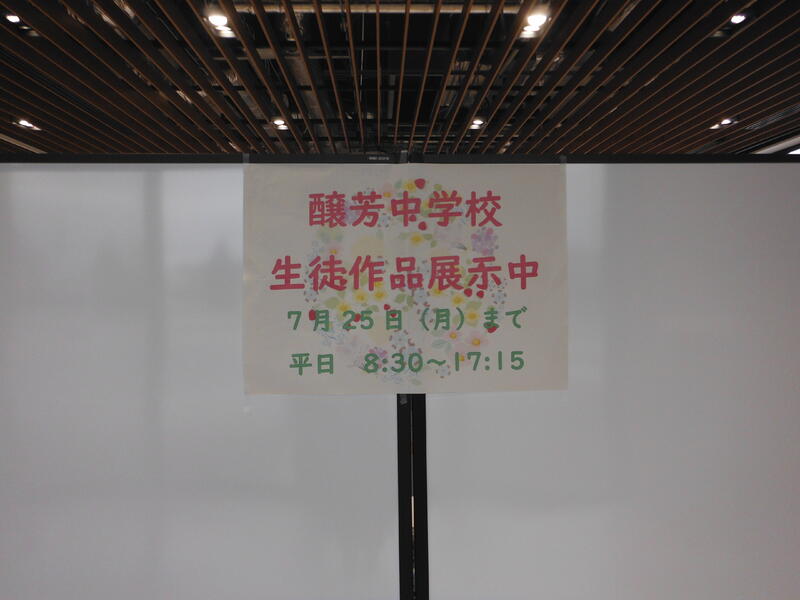 醸芳中学校
生徒作品展示中
7月25日（月）まで
平日　8:30～17:15